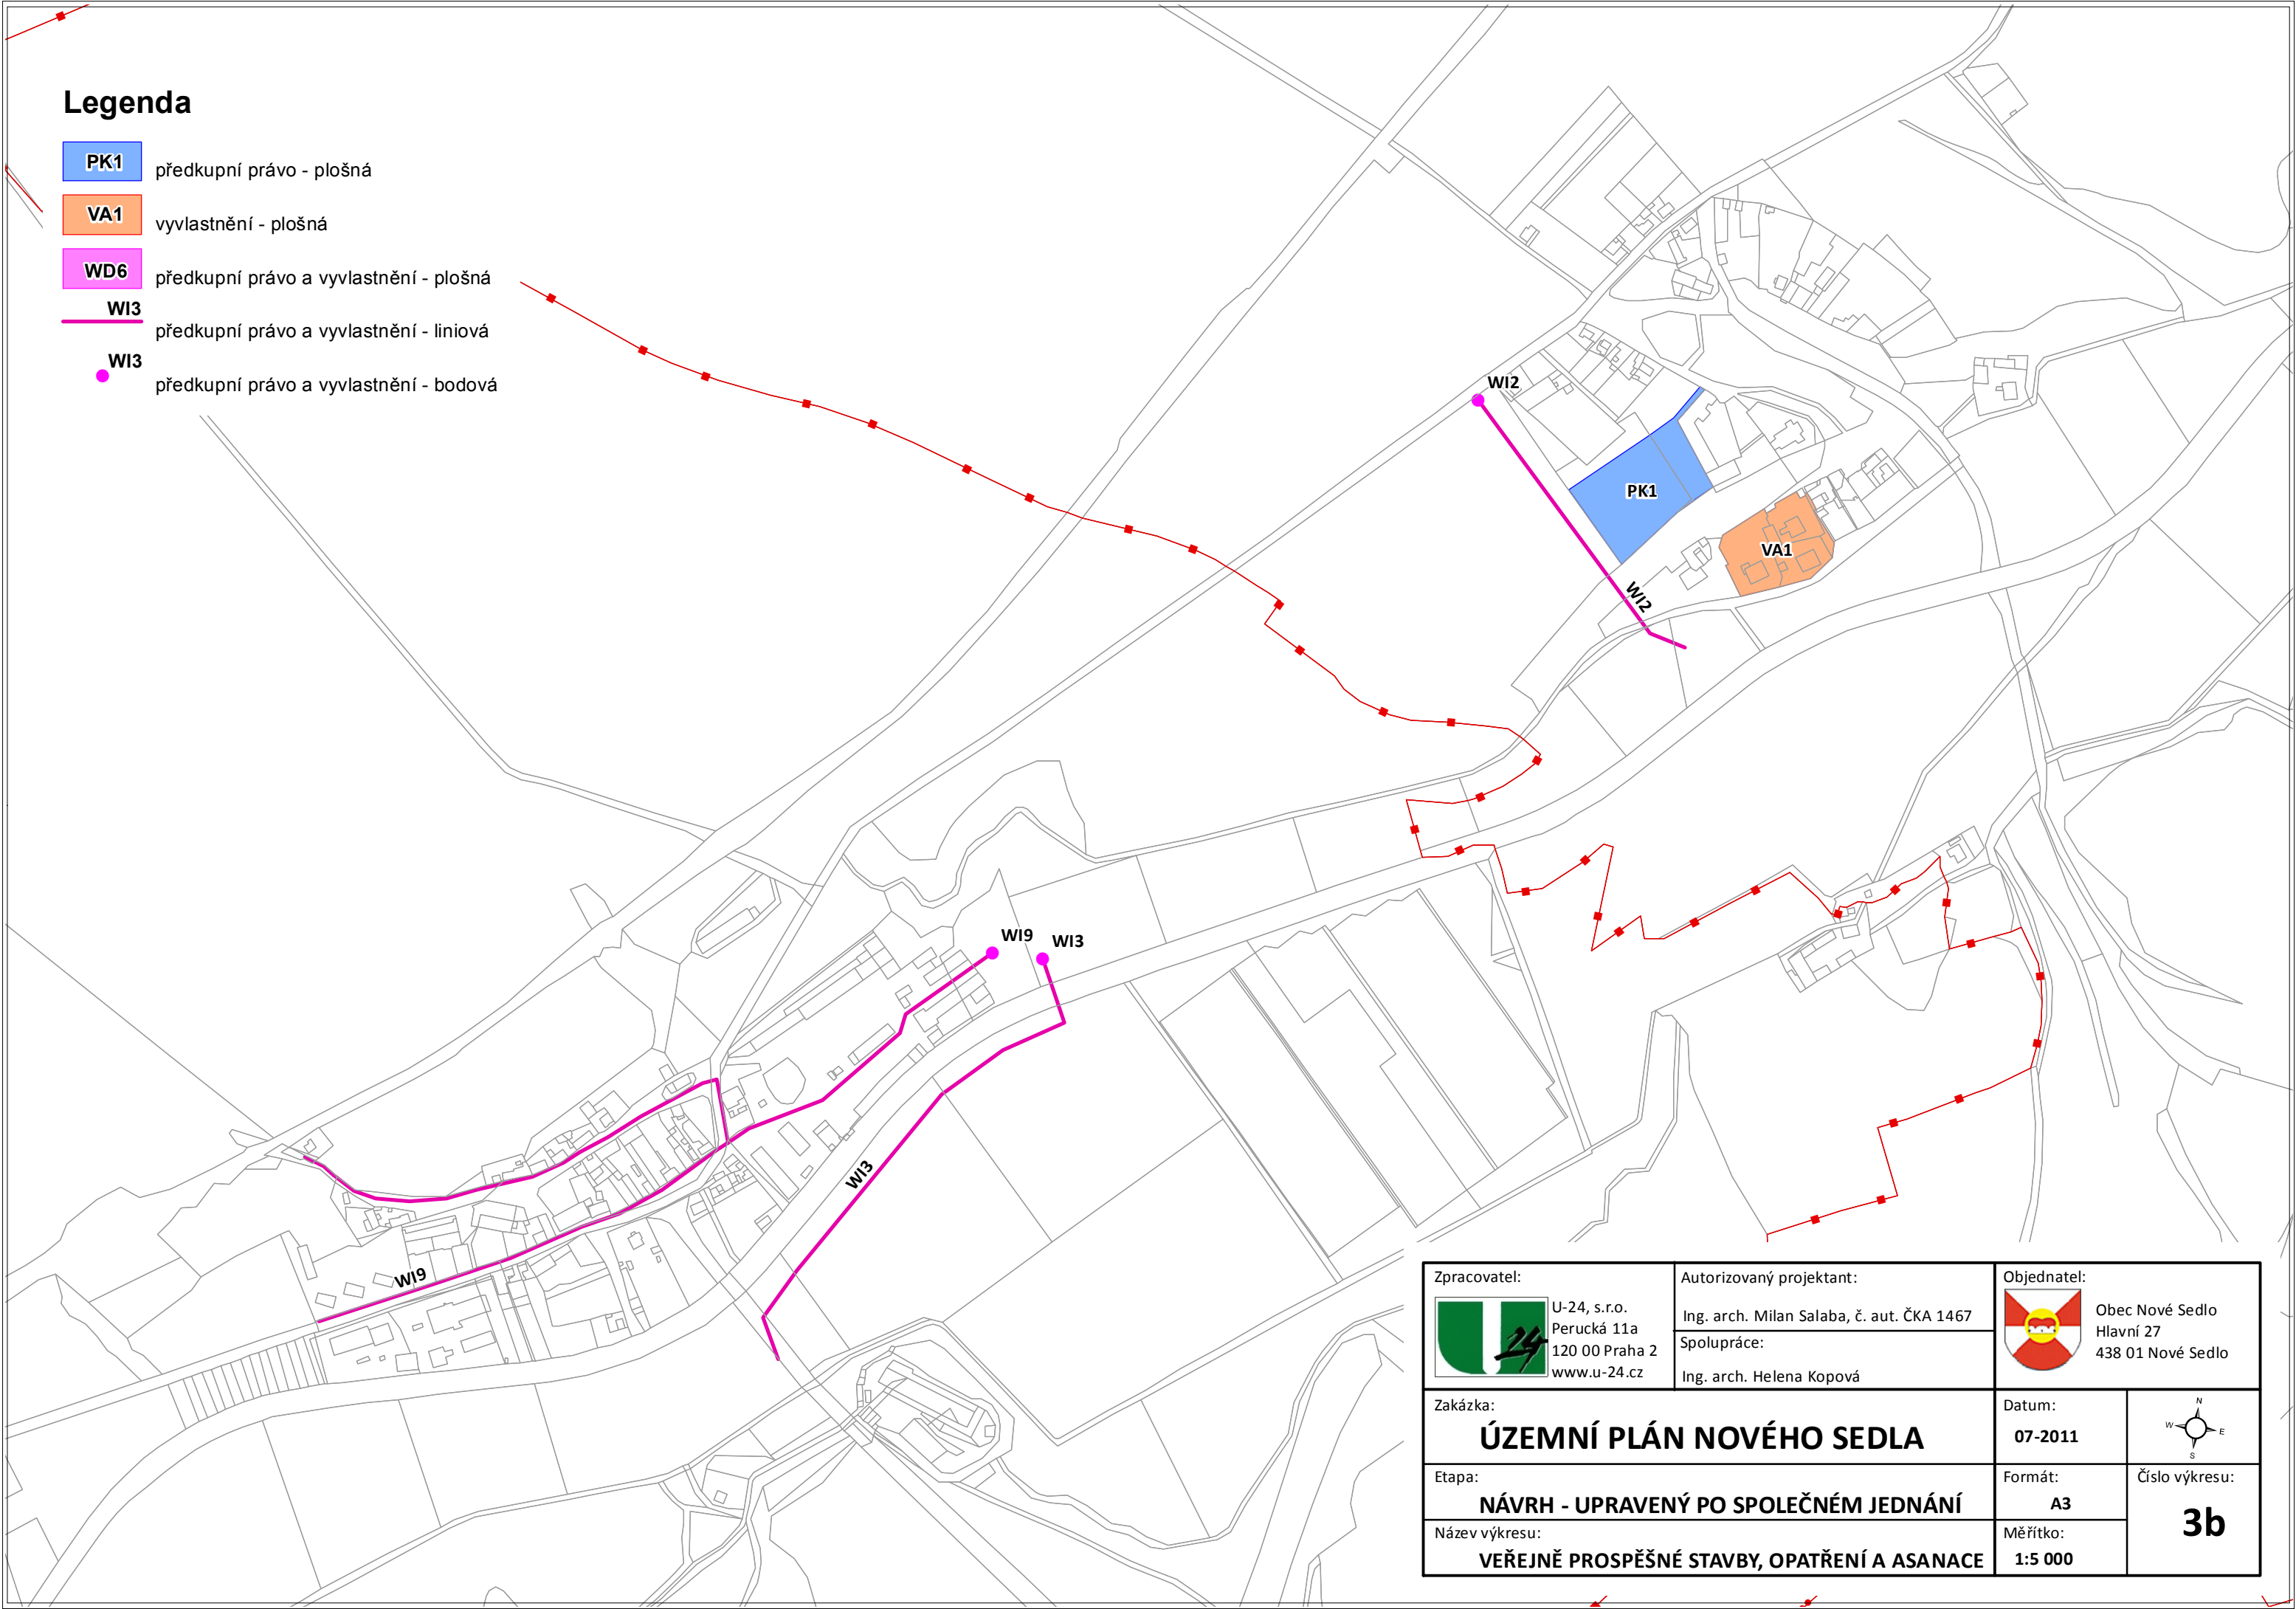 Legenda
PK1
předkupní právo - plošná
VA1
vyvlastnění - plošná
WD6
předkupní právo a vyvlastnění - plošná
WI3
předkupní právo a vyvlastnění - liniová
WI3
předkupní právo a vyvlastnění - bodová
WI2
PK1
VA1
WI2
WI9
WI3
WI3
WI9
Zpracovatel:
24
U-24, s.r.o.
Perucká 11a
120 00 Praha 2
www.u-24.cz
Autorizovaný projektant:
Ing. arch. Milan Salaba, č. aut. ČKA 1467
Spolupráce:
Ing. arch. Helena Kopová
Objednatel:
Obec Nové Sedlo
Hlavní 27
438 01 Nové Sedlo
Zakázka:
ÚZEMNÍ PLÁN NOVÉHO SEDLA
Datum:
07-2011
N
W
E
S
Etapa:
NÁVRH - UPRAVENÝ PO SPOLEČNÉM JEDNÁNÍ
Formát:
A3
Číslo výkresu:
3b
Název výkresu:
VEŘEJNĚ PROSPĚŠNÉ STAVBY, OPATŘENÍ A ASANACE
Měřítko:
1:5 000